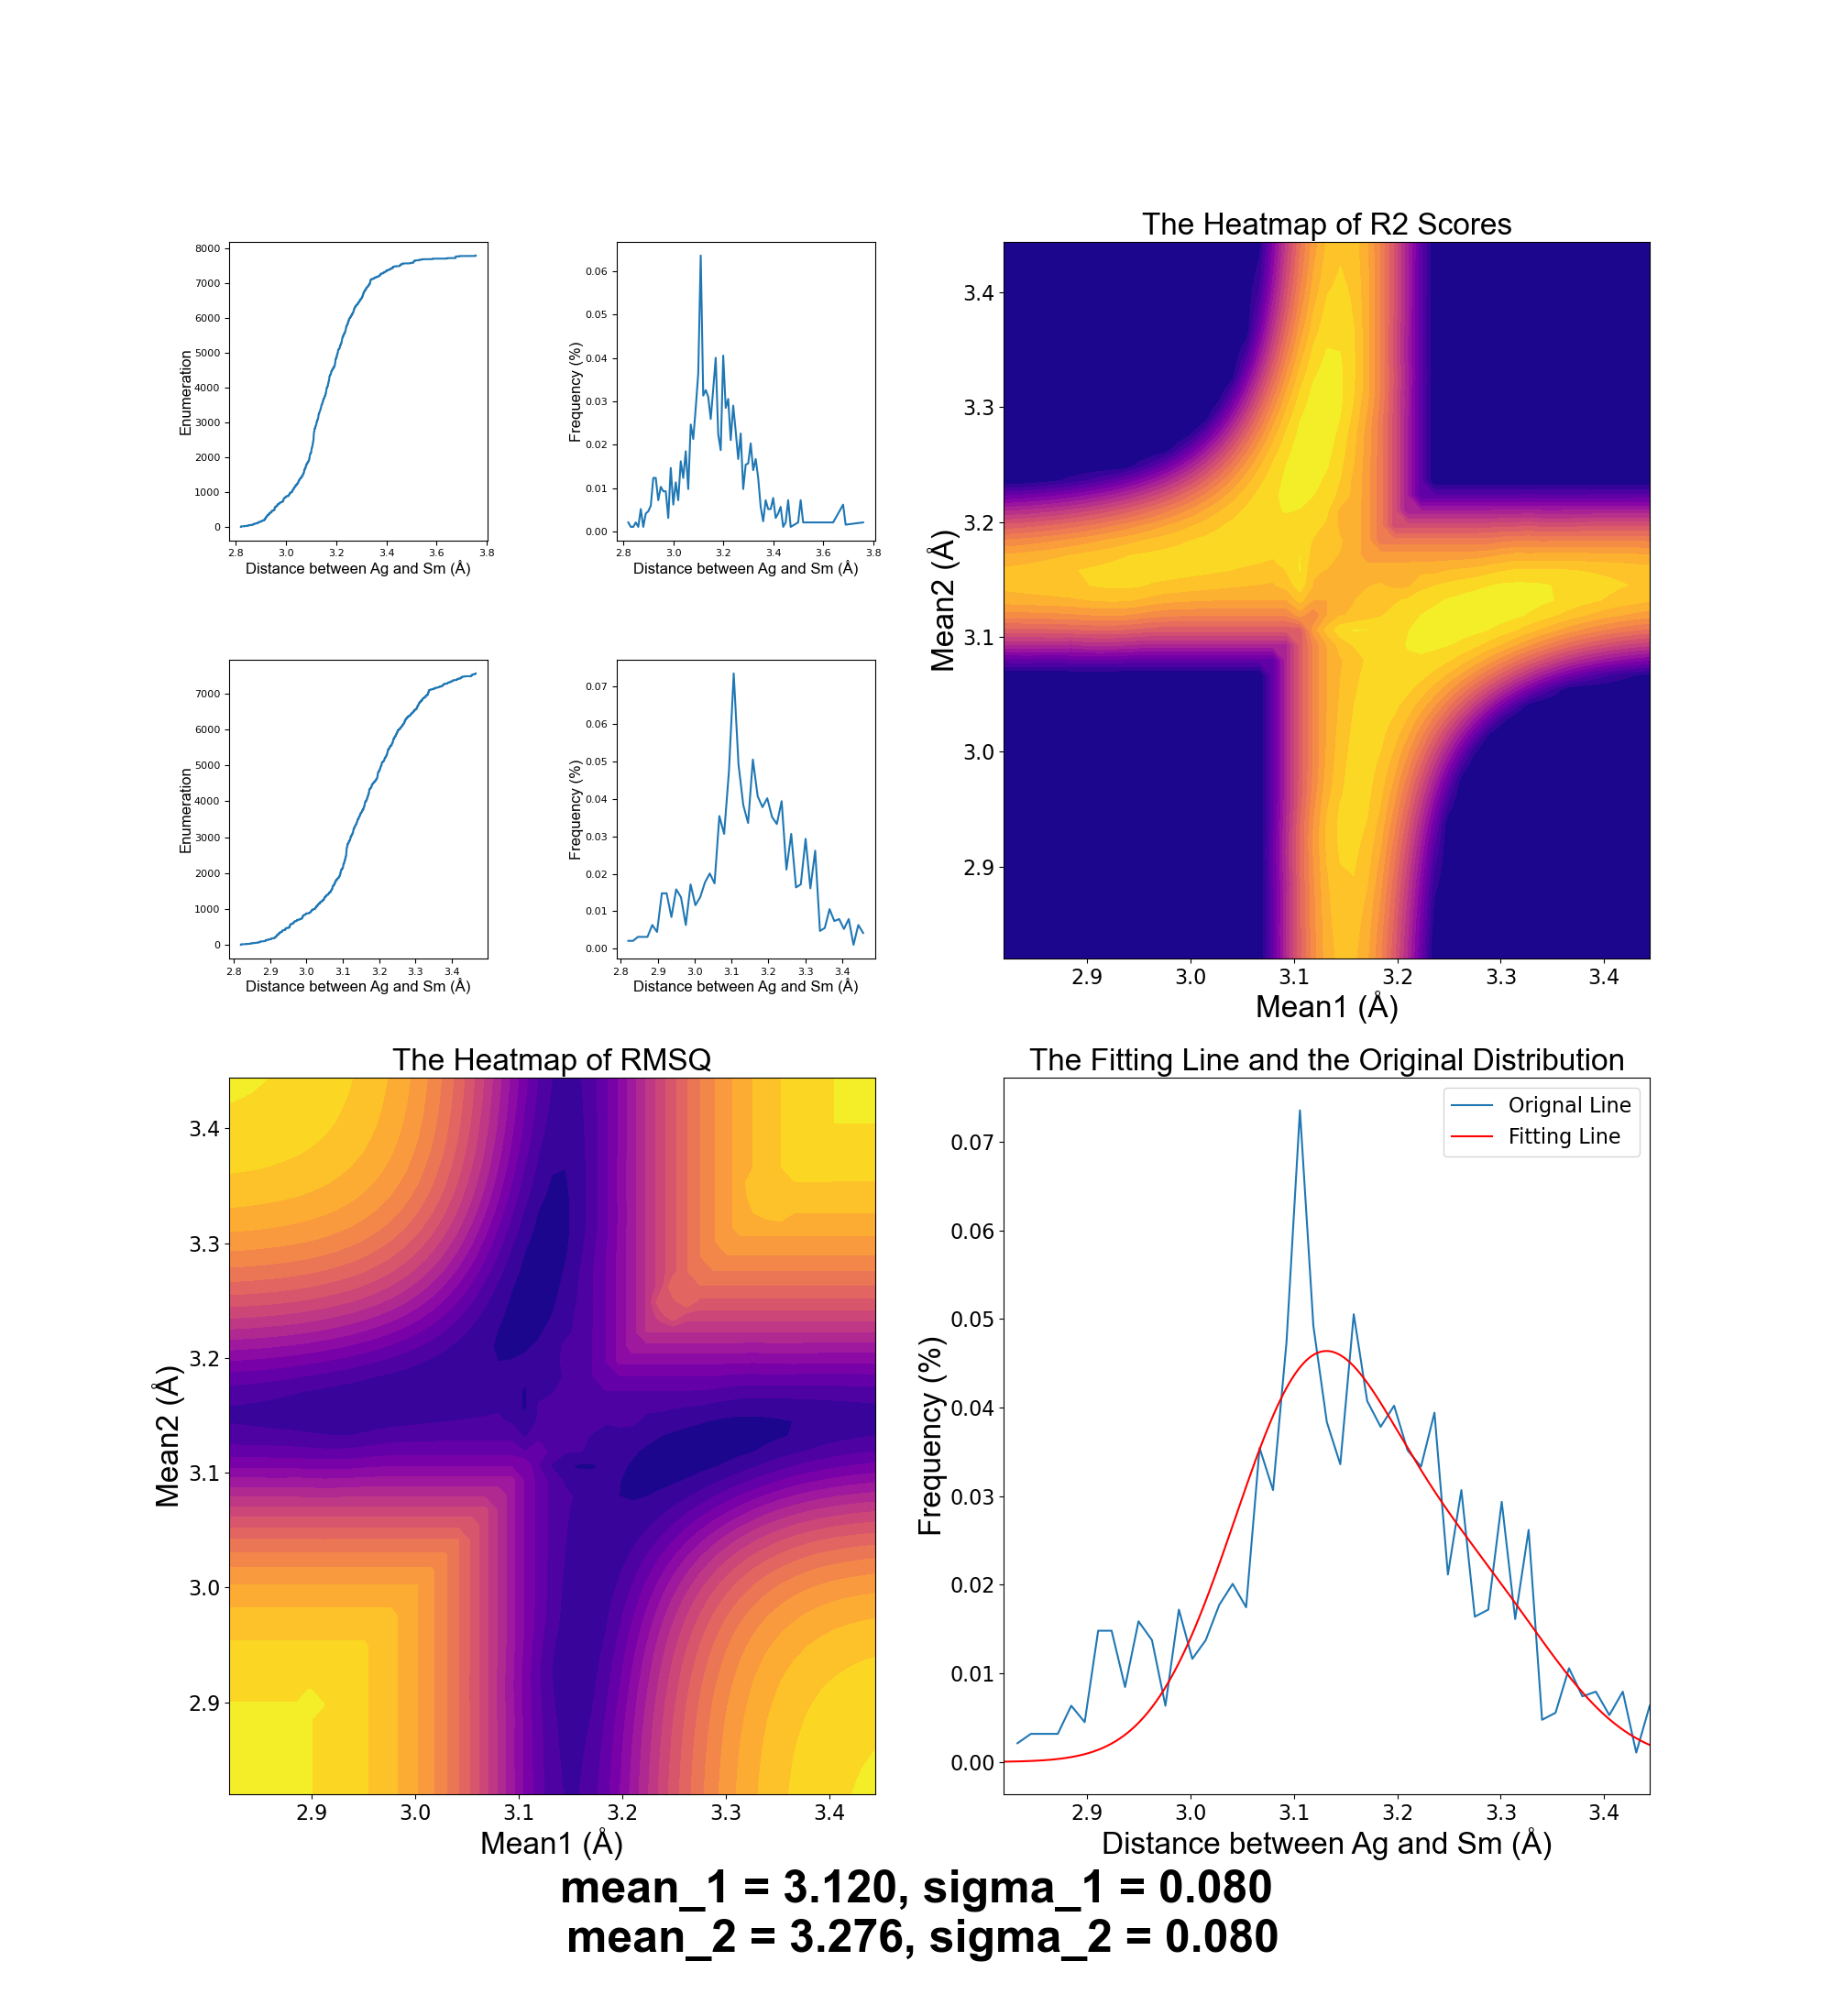 The Heatmap of R2 Scores
8000
7000
6000
5000
4000
3000
2000
1000
0
Enumeration
2.8 3.0 3.2 3.4 3.6 3.8
Distance between Ag and Sm (Å)
0.06
0.05
0.04
0.03
0.02
0.01
0.00
Frequency (%)
2.8 3.0 3.2 3.4 3.6 3.8
Distance between Ag and Sm (Å)
7000
6000
5000
4000
3000
2000
1000
0
Enumeration
2.8 2.9 3.0 3.1 3.2 3.3 3.4
Distance between Ag and Sm (Å)
0.07
0.06
0.05
0.04
0.03
0.02
0.01
0.00
Frequency (%)
2.8 2.9 3.0 3.1 3.2 3.3 3.4
Distance between Ag and Sm (Å)
3.4
3.3
3.2
3.1
3.0
2.9
Mean2 (Å)
2.9 3.0 3.1 3.2 3.3 3.4
Mean1 (Å)
The Heatmap of RMSQ
3.4
3.3
3.2
3.1
3.0
2.9
Mean2 (Å)
2.9 3.0 3.1 3.2 3.3 3.4
Mean1 (Å)
The Fitting Line and the Original Distribution
Orignal Line
Fitting Line
0.07
0.06
0.05
0.04
0.03
0.02
0.01
0.00
Frequency (%)
2.9 3.0 3.1 3.2 3.3 3.4
Distance between Ag and Sm (Å)
mean_1 = 3.120, sigma_1 = 0.080
mean_2 = 3.276, sigma_2 = 0.080